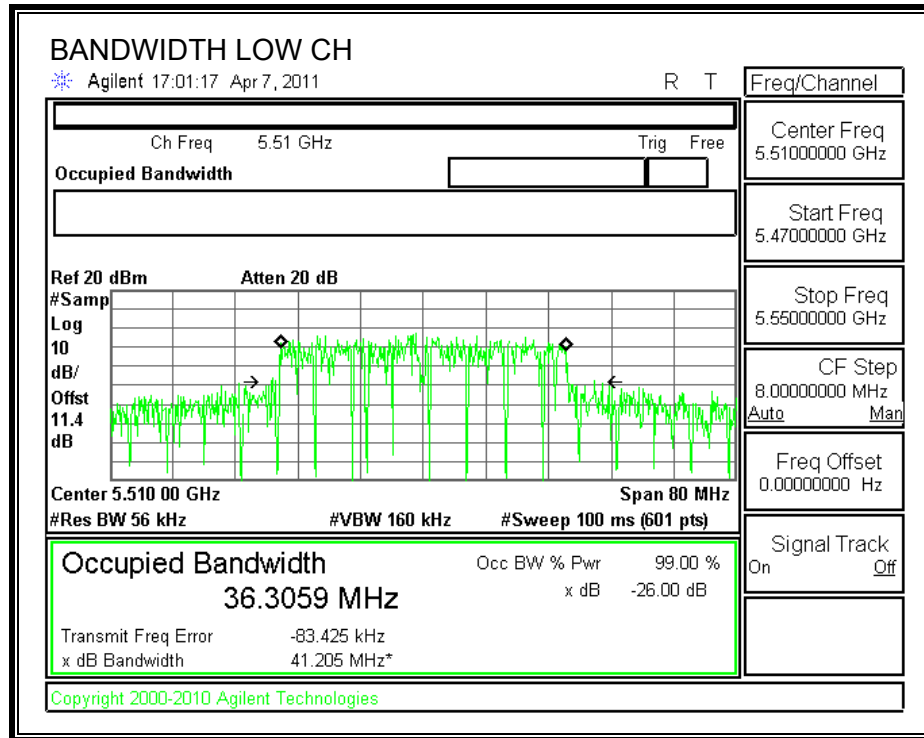 BANDWIDTH LOW CH
Agilent 17:01:17 Apr 7, 2011 R T
Freq/Channel
Ch Freq 5.51 GHz Trig Free
Occupied Bandwidth
Center Freq
5.51000000 GHz
Start Freq
5.47000000 GHz
Stop Freq
5.55000000 GHz
CF Step
8.00000000 MHz
Auto Man
Freq Offset
0.00000000 Hz
Signal Track
On Off
Ref 20 dBm Atten 20 dB
#Samp
Log
10
dB/
Offst
11.4
dB
Center 5.510 00 GHz Span 80 MHz
#Res BW 56 kHz #VBW 160 kHz #Sweep 100 ms (601 pts)
Occupied Bandwidth
36.3059 MHz
Occ BW % Pwr 99.00 %
x dB -26.00 dB
Transmit Freq Error -83.425 kHz
x dB Bandwidth 41.205 MHz*
Copyright 2000-2010 Agilent Technologies